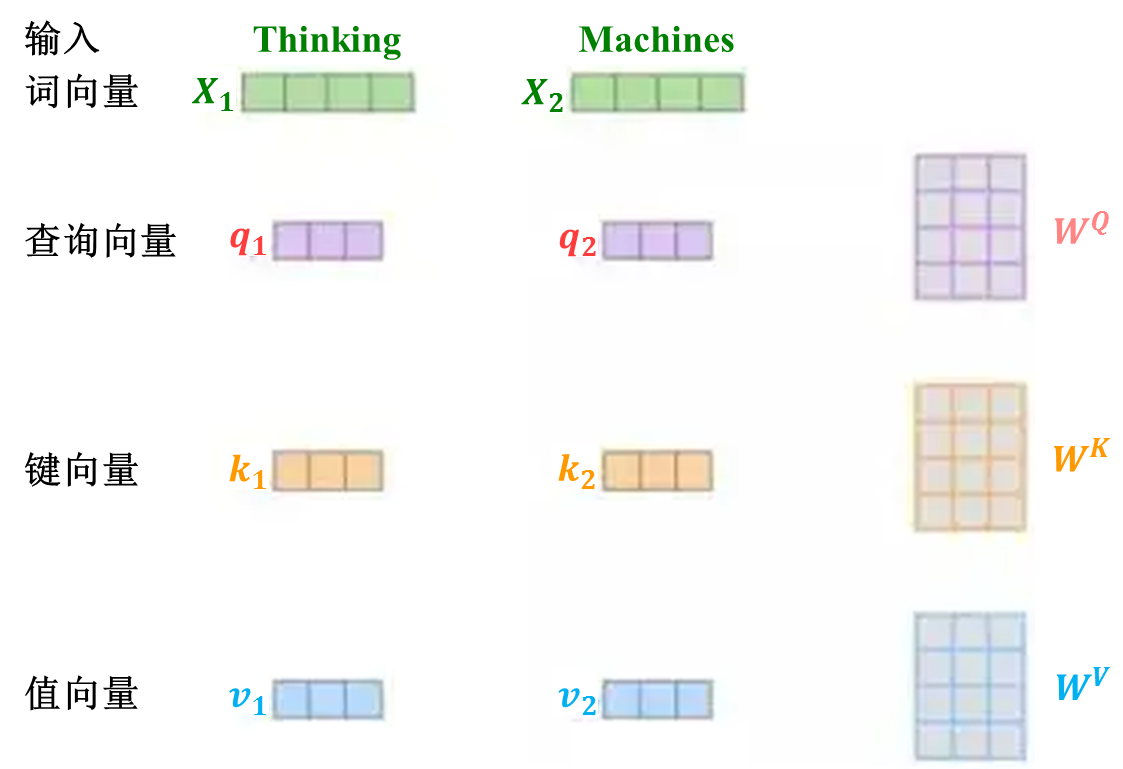 输入 Thinking Machines
词向量 X₁ X₂
查询向量 q₁ q₂ W^Q
键向量 k₁ k₂ W^K
值向量 v₁ v₂ W^V